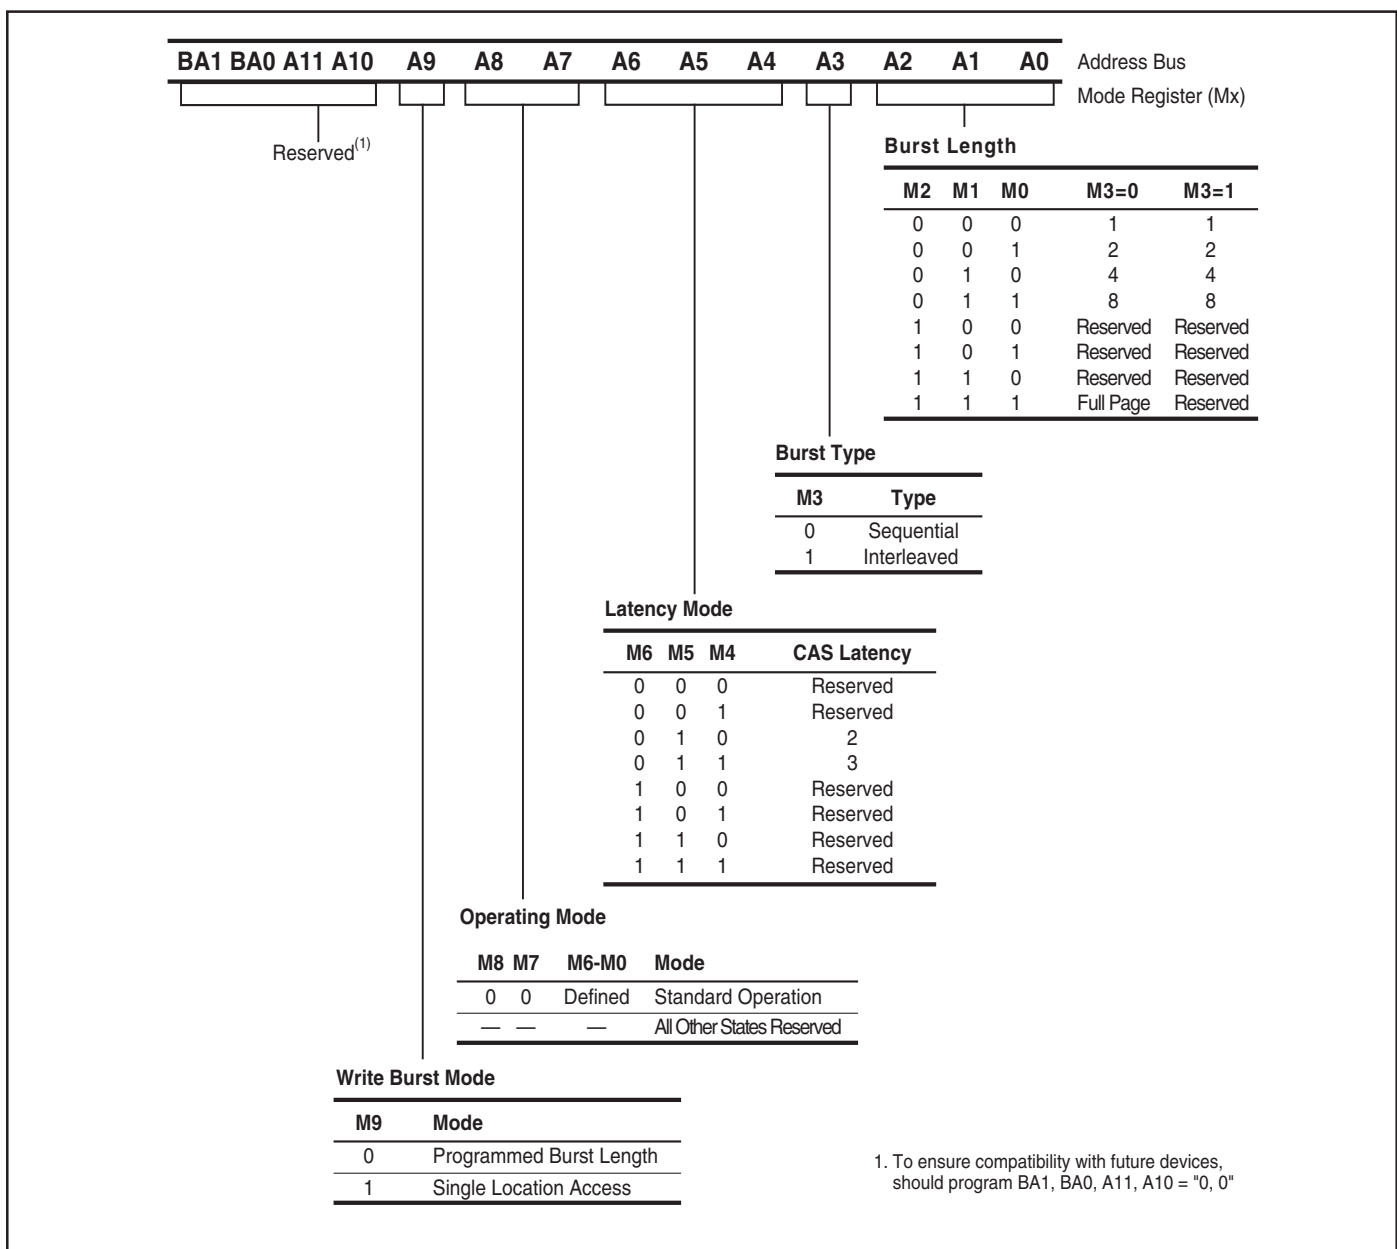 BA1 BA0 A11 A10 A9 A8 A7 A6 A5 A4 A3 A2 A1 A0 Address Bus
Mode Register (Mx)
Reserved(1)
Burst Length
M2 M1 M0 M3=0 M3=1
0 0 0 1 1
0 0 1 2 2
0 1 0 4 4
0 1 1 8 8
1 0 0 Reserved Reserved
1 0 1 Reserved Reserved
1 1 0 Reserved Reserved
1 1 1 Full Page Reserved
Burst Type
M3 Type
0 Sequential
1 Interleaved
Latency Mode
M6 M5 M4 CAS Latency
0 0 0 Reserved
0 0 1 Reserved
0 1 0 2
0 1 1 3
1 0 0 Reserved
1 0 1 Reserved
1 1 0 Reserved
1 1 1 Reserved
Operating Mode
M8 M7 M6-M0 Mode
0 0 Defined Standard Operation
— — — All Other States Reserved
Write Burst Mode
M9 Mode
0 Programmed Burst Length
1 Single Location Access
1. To ensure compatibility with future devices,
should program BA1, BA0, A11, A10 = "0, 0"